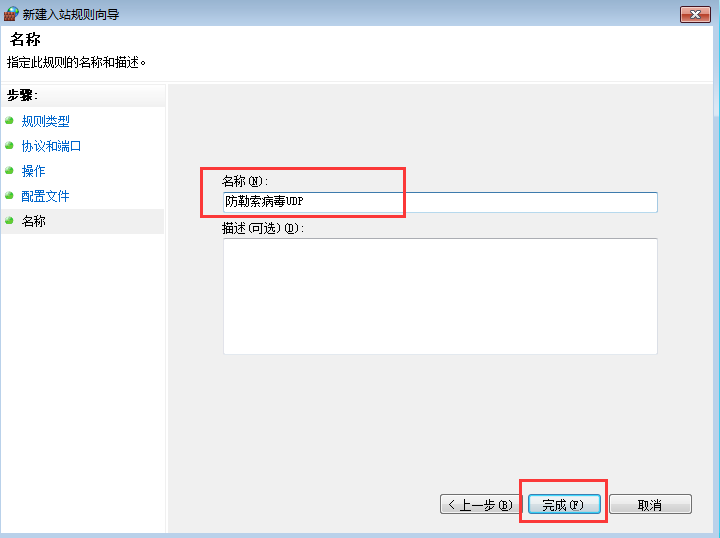 新建入站规则向导
名称
指定此规则的名称和描述。
步骤:
规则类型
协议和端口
操作
配置文件
名称
名称(N):
防勒索病毒UDP
描述(可选)(D):
< 上一步(B)
完成(F)
取消